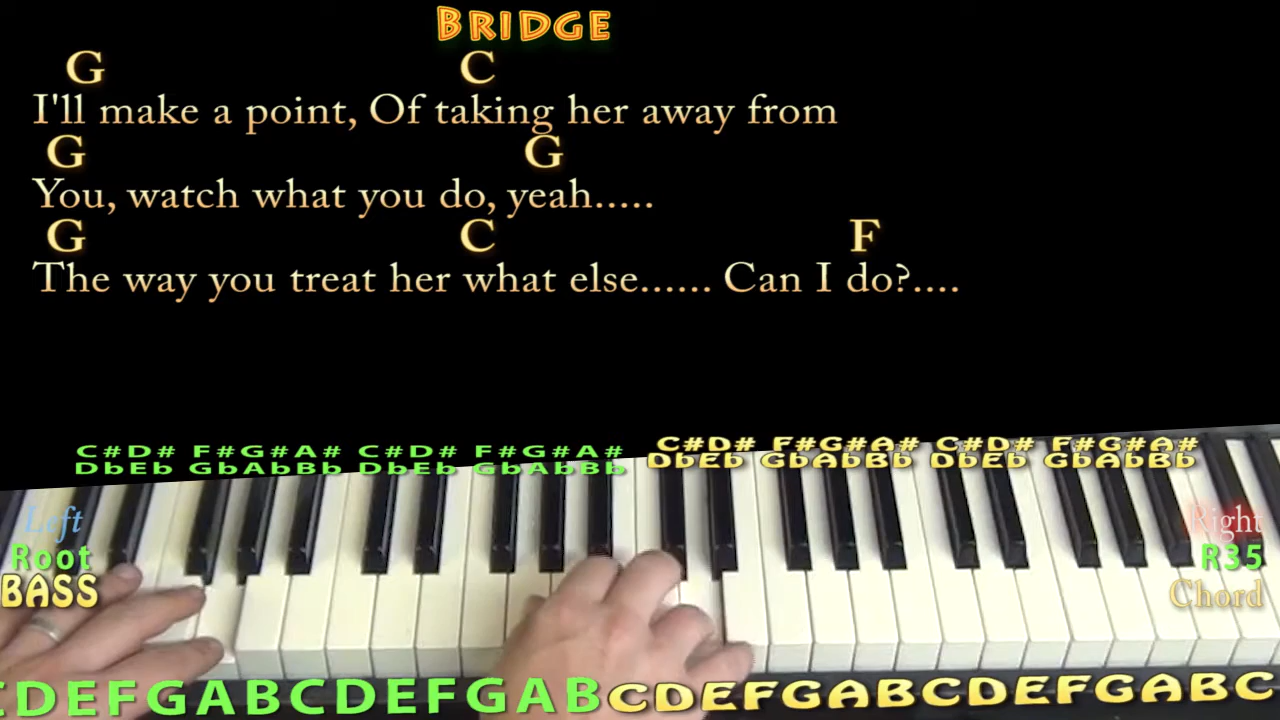 BRIDGE
G C
I'll make a point, Of taking her away from
G G
You, watch what you do, yeah.....
G C F
The way you treat her what else...... Can I do?....
C#D# F#G#A# C#D# F#G#A# C#D# F#G#A# C#D# F#G#A#
DbEb GbAbBb DbEb GbAbBb DbEb GbAbBb DbEb GbAbBb
Left
Root
BASS
Right
R35
Chord
CDEFGABCDEFGABCDEFGABCDEFGABC